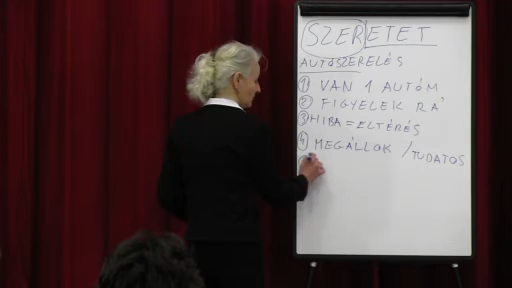 SZERETET
AUTÓSZERELÉS
① VAN 1 AUTÓM
② FIGYELEK RÁ
③ HIBA = ELTÉRÉS
④ MEGÁLLOK / TUDATOS